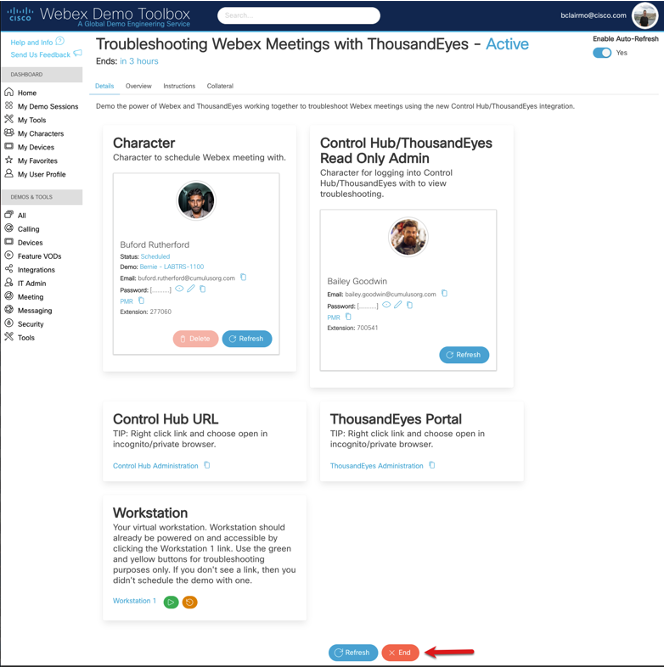 cisco Webex Demo Toolbox
A Global Demo Engineering Service
Search...
bclairmo@cisco.com
Help and Info
Send Us Feedback
Troubleshooting Webex Meetings with ThousandEyes - Active
Ends: in 3 hours
Enable Auto-Refresh
Yes
DASHBOARD
Home
My Demo Sessions
My Tools
My Characters
My Devices
My Favorites
My User Profile
DEMOS & TOOLS
All
Calling
Devices
Feature VODs
Integrations
IT Admin
Meeting
Messaging
Security
Tools
Details Overview Instructions Collateral
Demo the power of Webex and ThousandEyes working together to troubleshoot Webex meetings using the new Control Hub/ThousandEyes integration.
Character
Character to schedule Webex meeting with.
Buford Rutherford
Status: Scheduled
Demo: Bernie - LABTRS-1100
Email: buford.rutherford@cumulusorg.com
Password: [..........]
PMR
Extension: 277060
Delete Refresh
Control Hub/ThousandEyes
Read Only Admin
Character for logging into Control
Hub/ThousandEyes with to view
troubleshooting.
Bailey Goodwin
Email: bailey.goodwin@cumulusorg.com
Password: [..........]
PMR
Extension: 700541
Refresh
Control Hub URL
TIP: Right click link and choose open in
incognito/private browser.
Control Hub Administration
ThousandEyes Portal
TIP: Right click link and choose open in
incognito/private browser.
ThousandEyes Administration
Workstation
Your virtual workstation. Workstation should
already be powered on and accessible by
clicking the Workstation 1 link. Use the green
and yellow buttons for troubleshooting
purposes only. If you don't see a link, then you
didn't schedule the demo with one.
Workstation 1
Refresh End